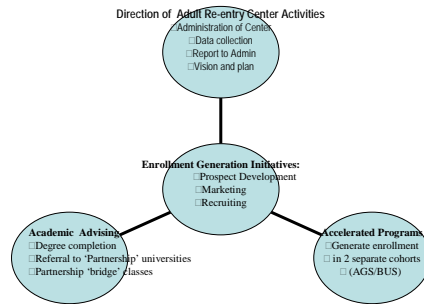 Direction of Adult Re-entry Center Activities
□Administration of Center
□Data collection
□Report to Admin
□Vision and plan
Enrollment Generation Initiatives:
□Prospect Development
□Marketing
□Recruiting
Academic Advising
□Degree completion
□Referral to ‘Partnership’ universities
□Partnership ‘bridge’ classes
Accelerated Programs
□Generate enrollment
□ in 2 separate cohorts
□ (AGS/BUS)